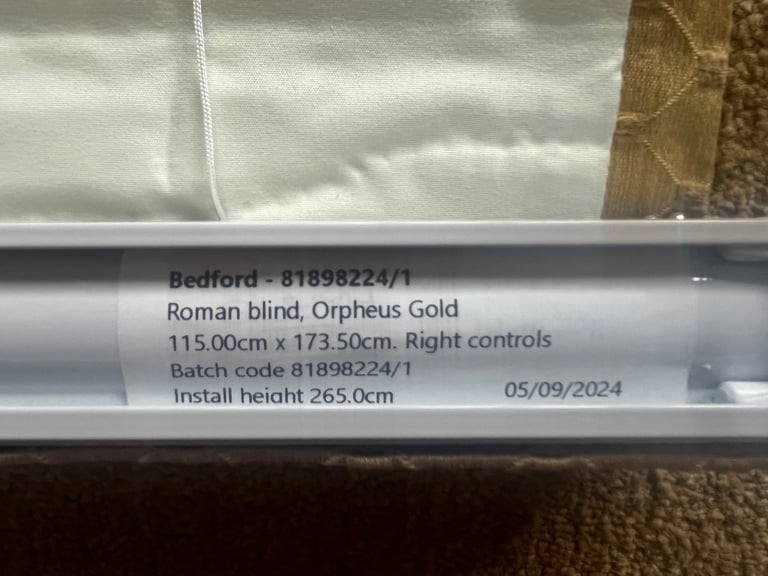 Bedford - 81898224/1
Roman blind, Orpheus Gold
115.00cm x 173.50cm. Right controls
Batch code 81898224/1
Install height 265.0cm 05/09/2024